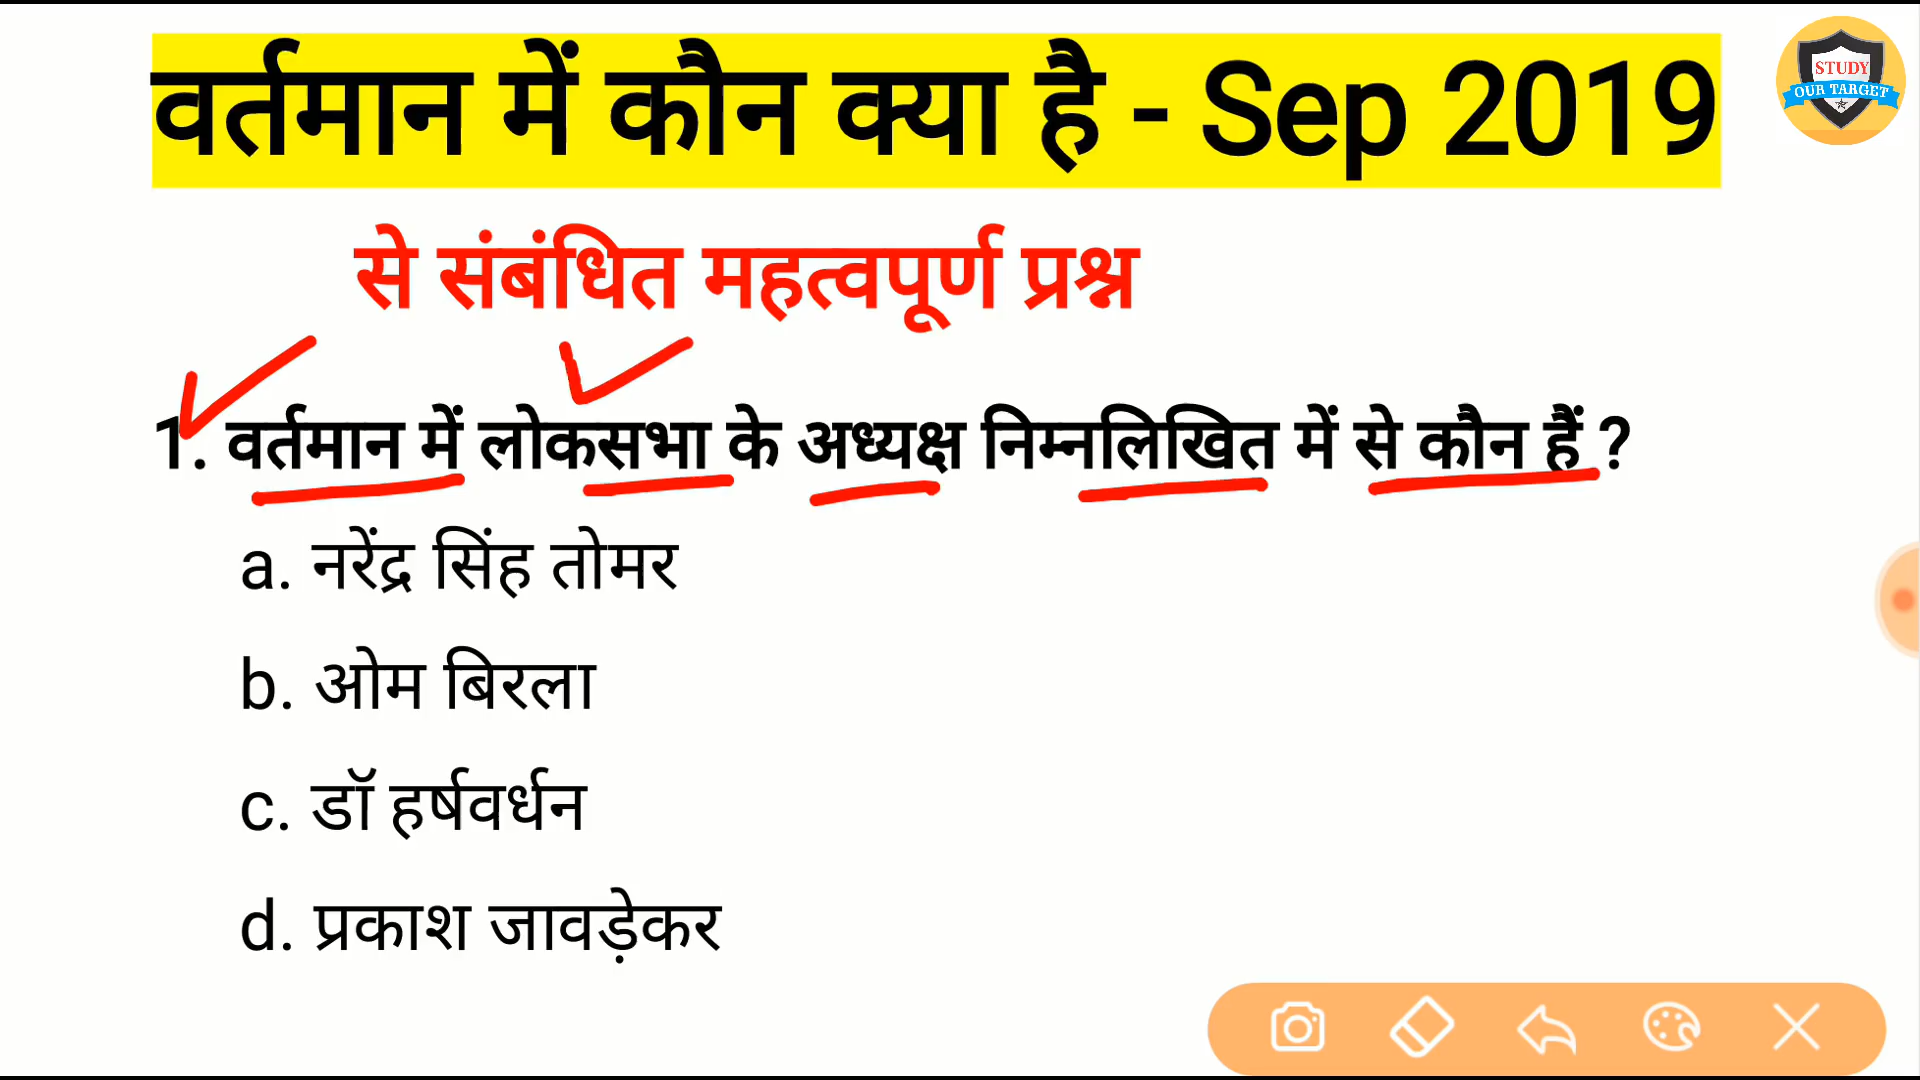 वर्तमान में कौन क्या है - Sep 2019
STUDY
OUR TARGET
से संबंधित महत्वपूर्ण प्रश्न
1. वर्तमान में लोकसभा के अध्यक्ष निम्नलिखित में से कौन हैं ?
a. नरेंद्र सिंह तोमर
b. ओम बिरला
c. डॉ हर्षवर्धन
d. प्रकाश जावड़ेकर